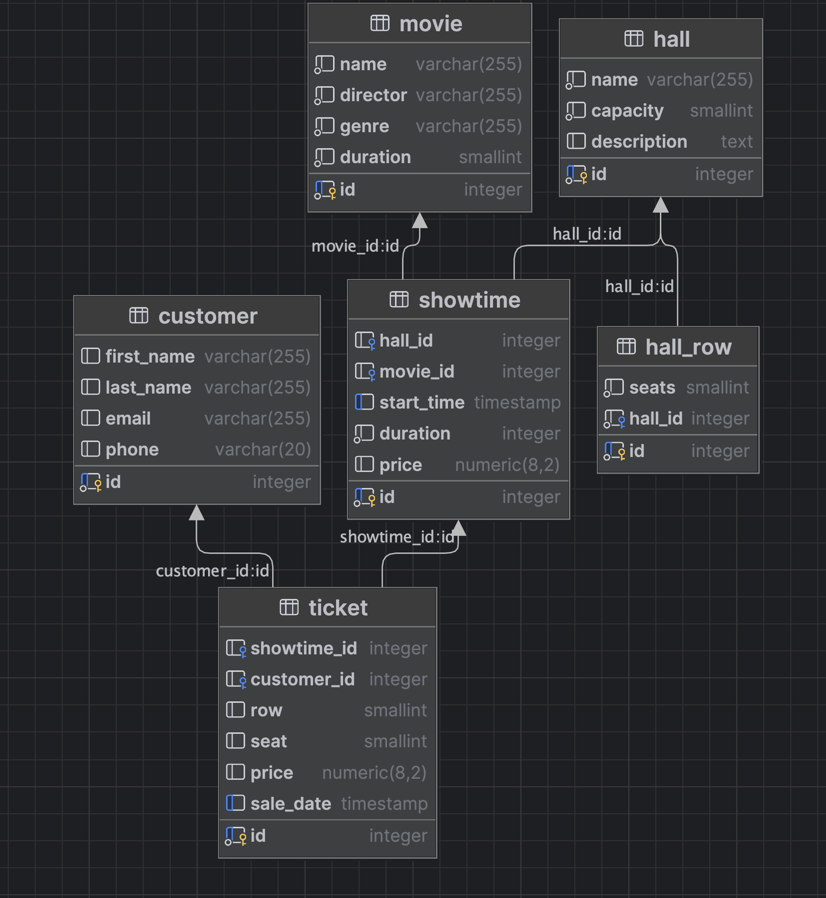 movie
name varchar(255)
director varchar(255)
genre varchar(255)
duration smallint
id integer
hall
name varchar(255)
capacity smallint
description text
id integer
movie_id:id
hall_id:id
hall_id:id
customer
first_name varchar(255)
last_name varchar(255)
email varchar(255)
phone varchar(20)
id integer
showtime
hall_id integer
movie_id integer
start_time timestamp
duration integer
price numeric(8,2)
id integer
hall_row
seats smallint
hall_id integer
id integer
customer_id:id
showtime_id:id
ticket
showtime_id integer
customer_id integer
row smallint
seat smallint
price numeric(8,2)
sale_date timestamp
id integer